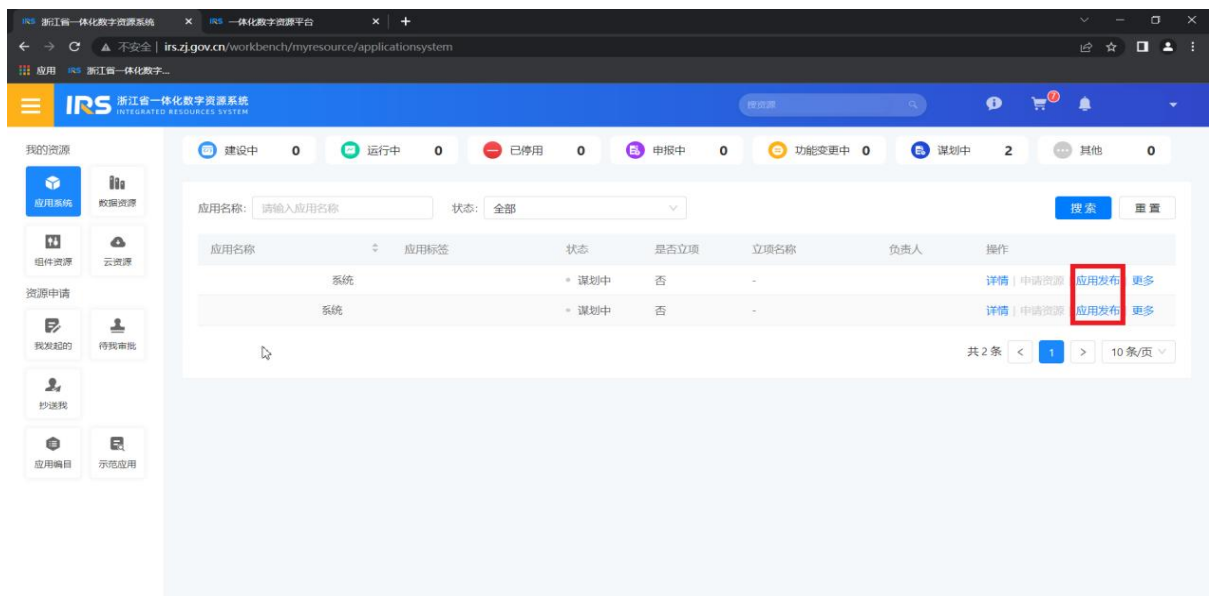 IRS 浙江省一体化数字资源系统 IRS 一体化数字资源平台
不安全 | irs.zj.gov.cn/workbench/myresource/applicationsystem
应用 IRS 浙江省一体化数字...
IRS 浙江省一体化数字资源系统 搜资源 7
INTEGRATED RESOURCES SYSTEM
我的资源 建设中 0 运行中 0 已停用 0 申报中 0 功能变更中 0 谋划中 2 其他 0
应用系统 数据资源 应用名称: 请输入应用名称 状态: 全部 搜索 重置
应用名称 应用标签 状态 是否立项 立项名称 负责人 操作
组件资源 云资源
系统 谋划中 否 - 详情 | 申请资源 应用发布 更多
资源申请
系统 谋划中 否 - 详情 | 申请资源 应用发布 更多
我发起的 待我审批
共 2 条 < 1 > 10 条/页
抄送我
应用编目 示范应用